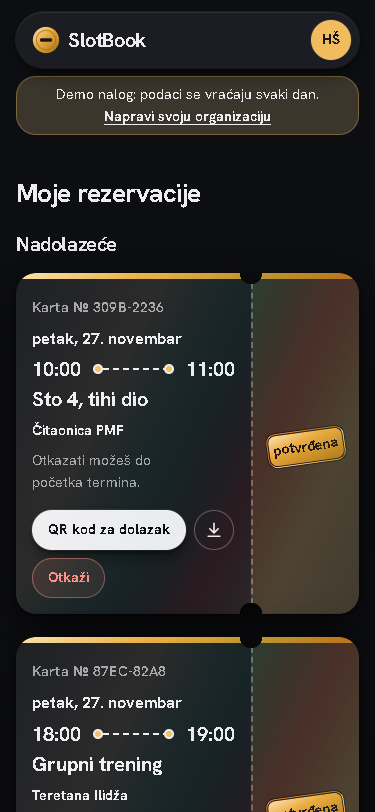 SlotBook
HŠ
Demo nalog: podaci se vraćaju svaki dan.
Napravi svoju organizaciju
Moje rezervacije
Nadolazeće
Karta № 309B-2236
petak, 27. novembar
10:00 11:00
Sto 4, tihi dio
Čitaonica PMF
Otkazati možeš do
početka termina.
potvrđena
QR kod za dolazak
Otkaži
Karta № 87EC-82A8
petak, 27. novembar
18:00 19:00
Grupni trening
Teretana Ilidža
potvrđena